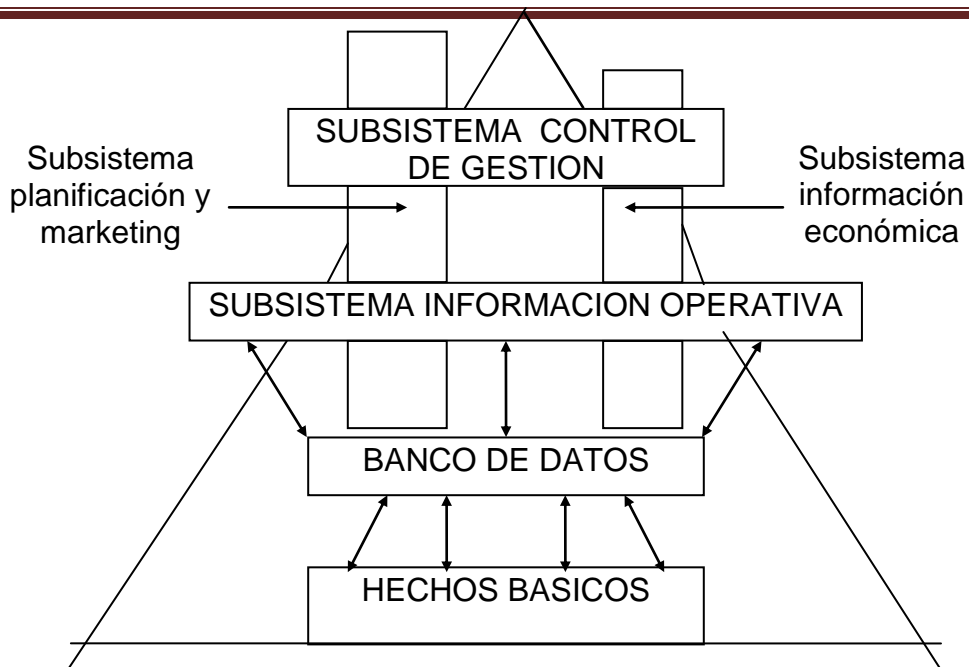 SUBSISTEMA CONTROL
DE GESTION
Subsistema
planificación y
marketing
Subsistema
información
económica
SUBSISTEMA INFORMACION OPERATIVA
BANCO DE DATOS
HECHOS BASICOS